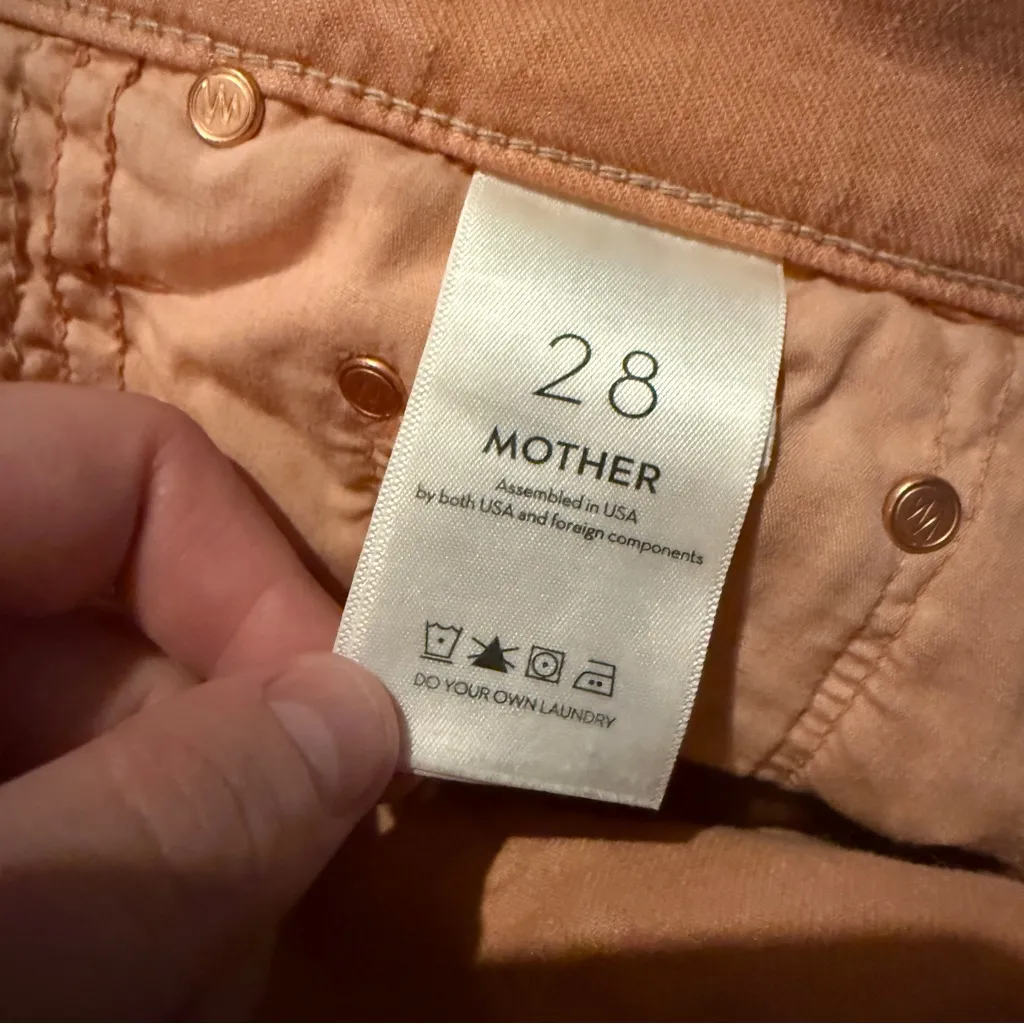 28
MOTHER
Assembled in USA
by both USA and foreign components
DO YOUR OWN LAUNDRY